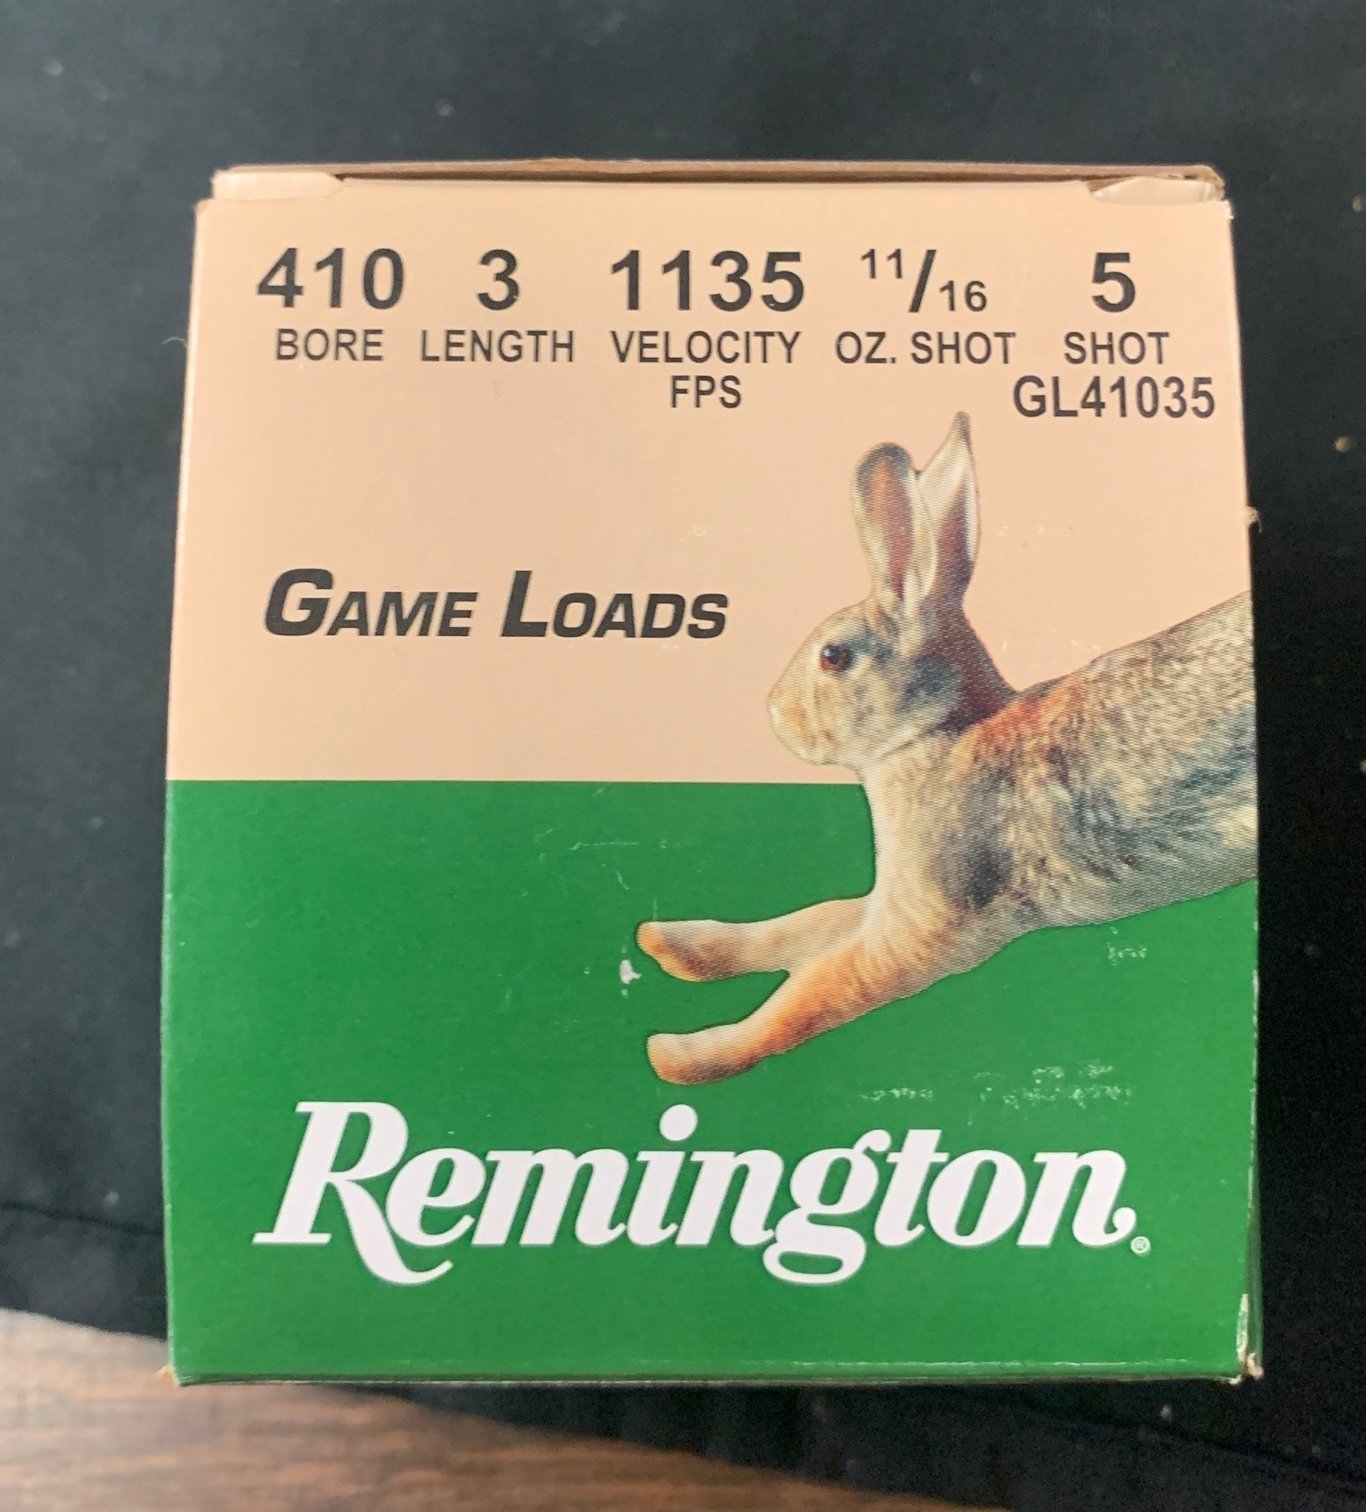 410 3 1135 11/16 5
BORE LENGTH VELOCITY OZ. SHOT SHOT
FPS GL41035
GAME LOADS
Remington®